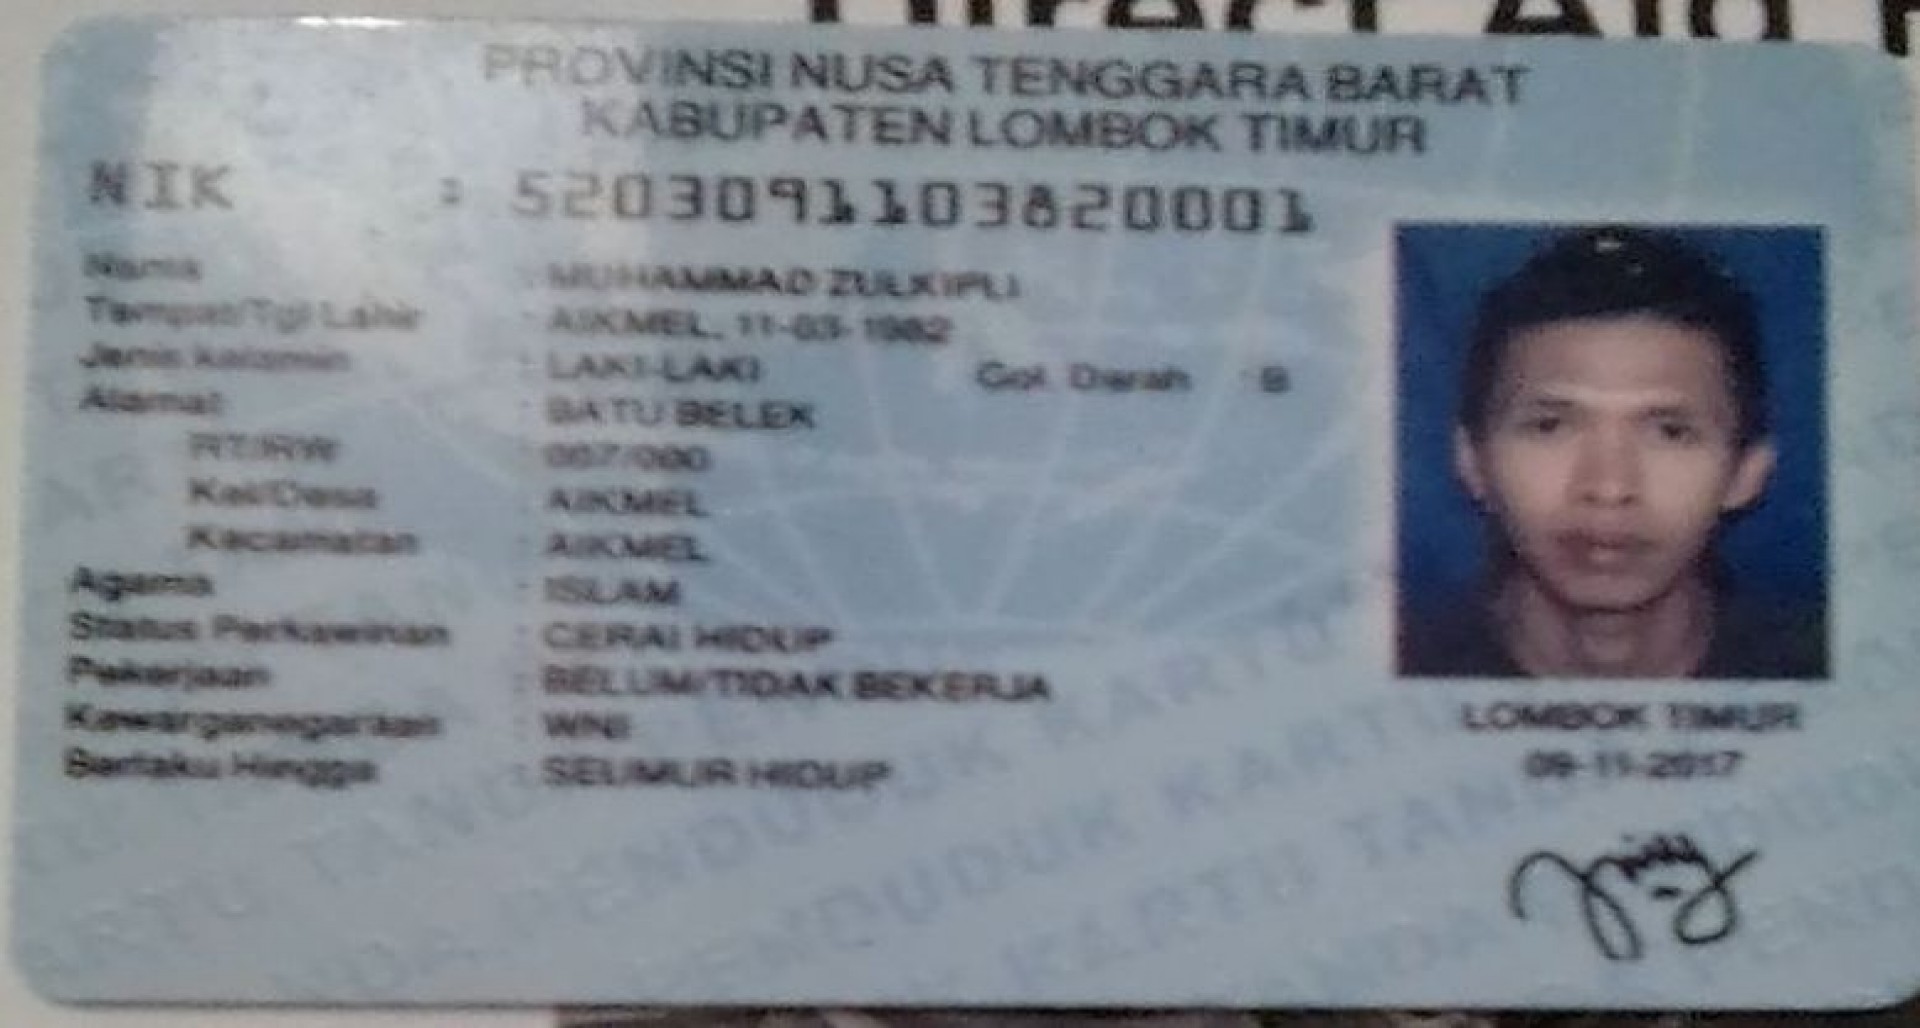 Direct Aid
PROVINSI NUSA TENGGARA BARAT
KABUPATEN LOMBOK TIMUR
NIK : 5203091103820001
Nama : MUHAMMAD ZULKIPLI
Tempat/Tgl Lahir : AIKMEL, 11-03-1982
Jenis kelamin : LAKI-LAKI Gol. Darah : B
Alamat : BATU BELEK
RT/RW : 007/000
Kel/Desa : AIKMEL
Kecamatan : AIKMEL
Agama : ISLAM
Status Perkawinan : CERAI HIDUP
Pekerjaan : BELUM/TIDAK BEKERJA
Kewarganegaraan : WNI
Berlaku Hingga : SEUMUR HIDUP
LOMBOK TIMUR
09-11-2017